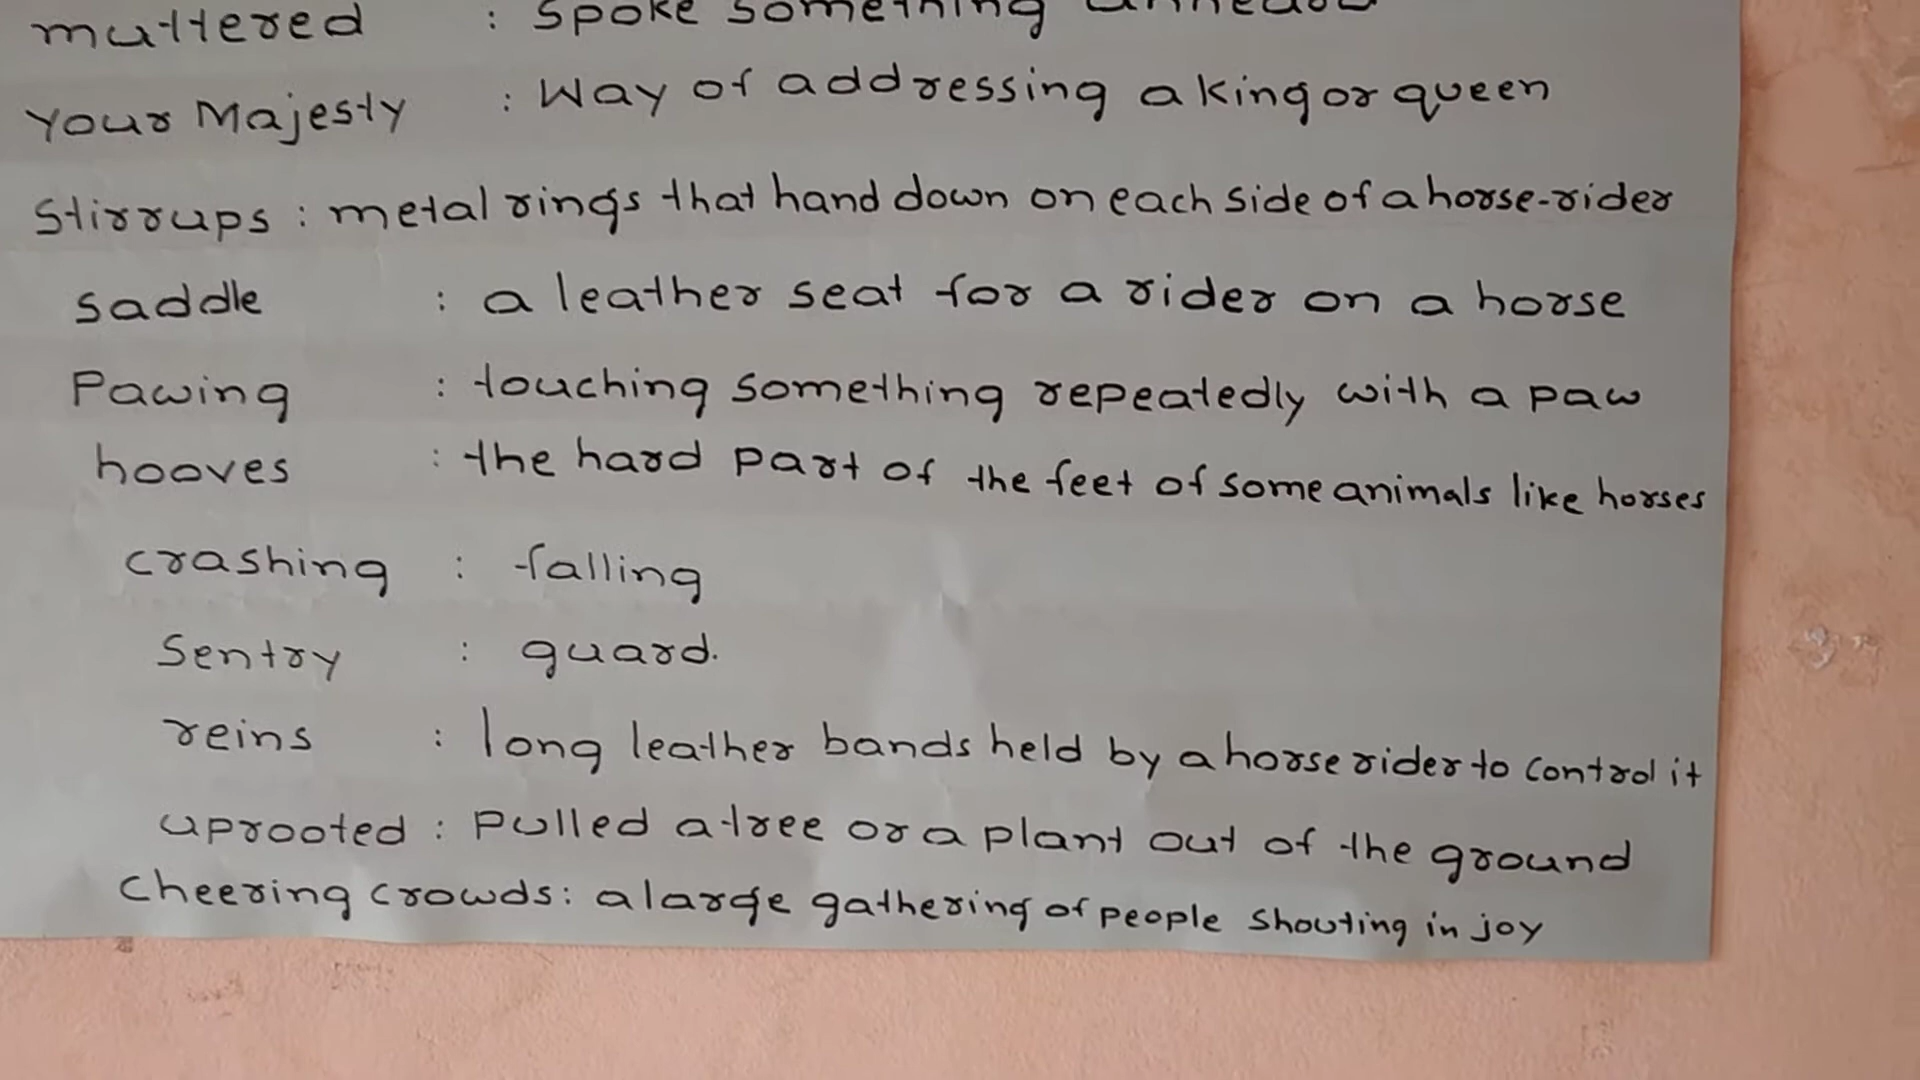 muttered : spoke something
Your Majesty : Way of addressing a king or queen
Stirrups : metal rings that hand down on each side of a horse-rider
saddle : a leather seat for a rider on a horse
Pawing : touching something repeatedly with a paw
hooves : the hard part of the feet of some animals like horses
crashing : falling
Sentry : guard.
reins : long leather bands held by a horse rider to control it
uprooted : Pulled a tree or a plant out of the ground
Cheering crowds : a large gathering of people shouting in joy